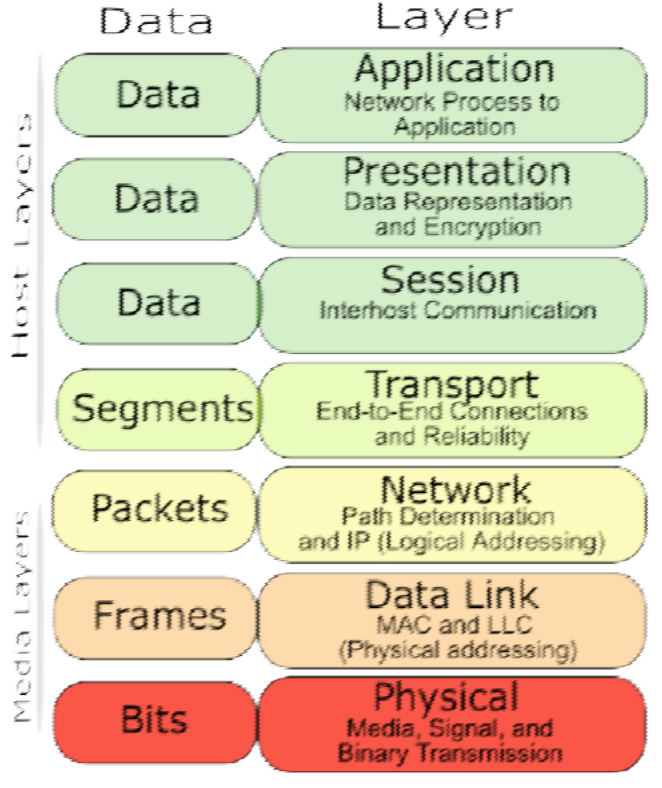 Data Layer
Host Layers
Data
Application
Network Process to
Application
Data
Presentation
Data Representation
and Encryption
Data
Session
Interhost Communication
Segments
Transport
End-to-End Connections
and Reliability
Media Layers
Packets
Network
Path Determination
and IP (Logical Addressing)
Frames
Data Link
MAC and LLC
(Physical addressing)
Bits
Physical
Media, Signal, and
Binary Transmission